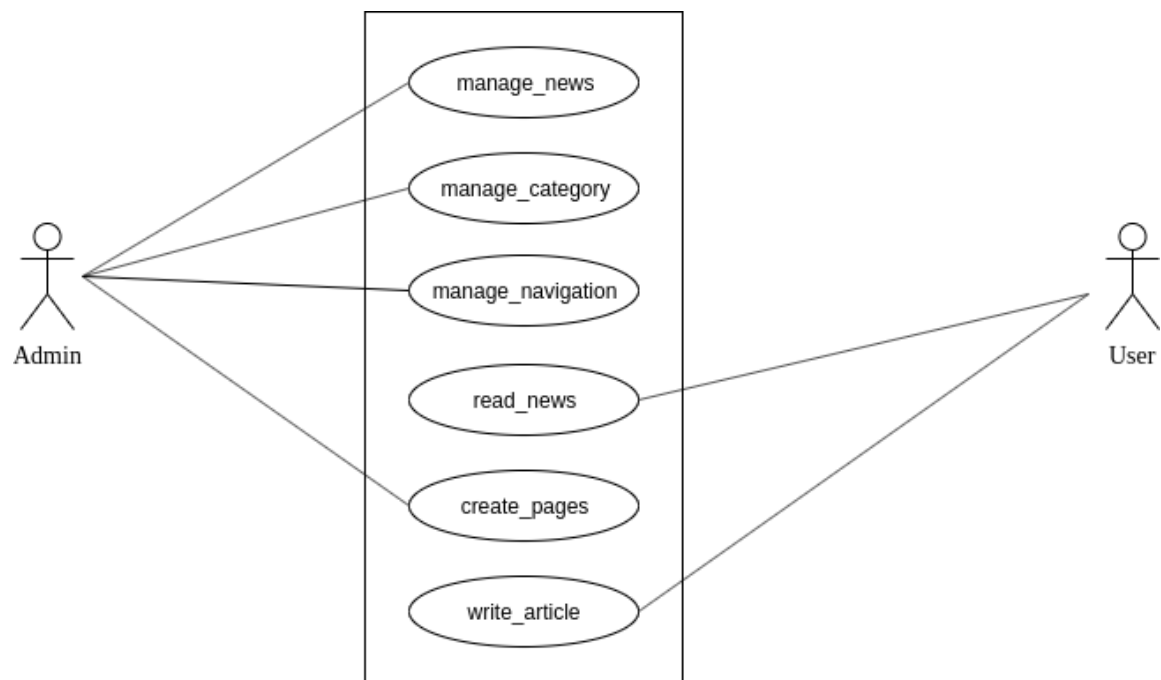 manage_news
manage_category
manage_navigation
Admin
User
read_news
create_pages
write_article